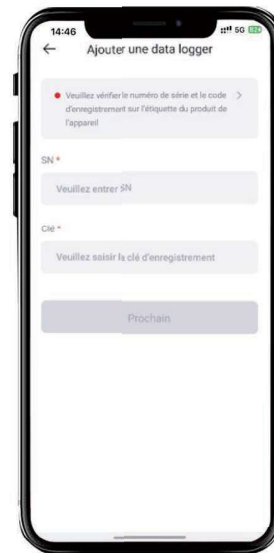 14:46
5G
Ajouter une data logger
Veuillez vérifier le numéro de série et le code
d'enregistrement sur l'étiquette du produit de
l'appareil
SN *
Veuillez entrer SN
Clé *
Veuillez saisir la clé d'enregistrement
Prochain